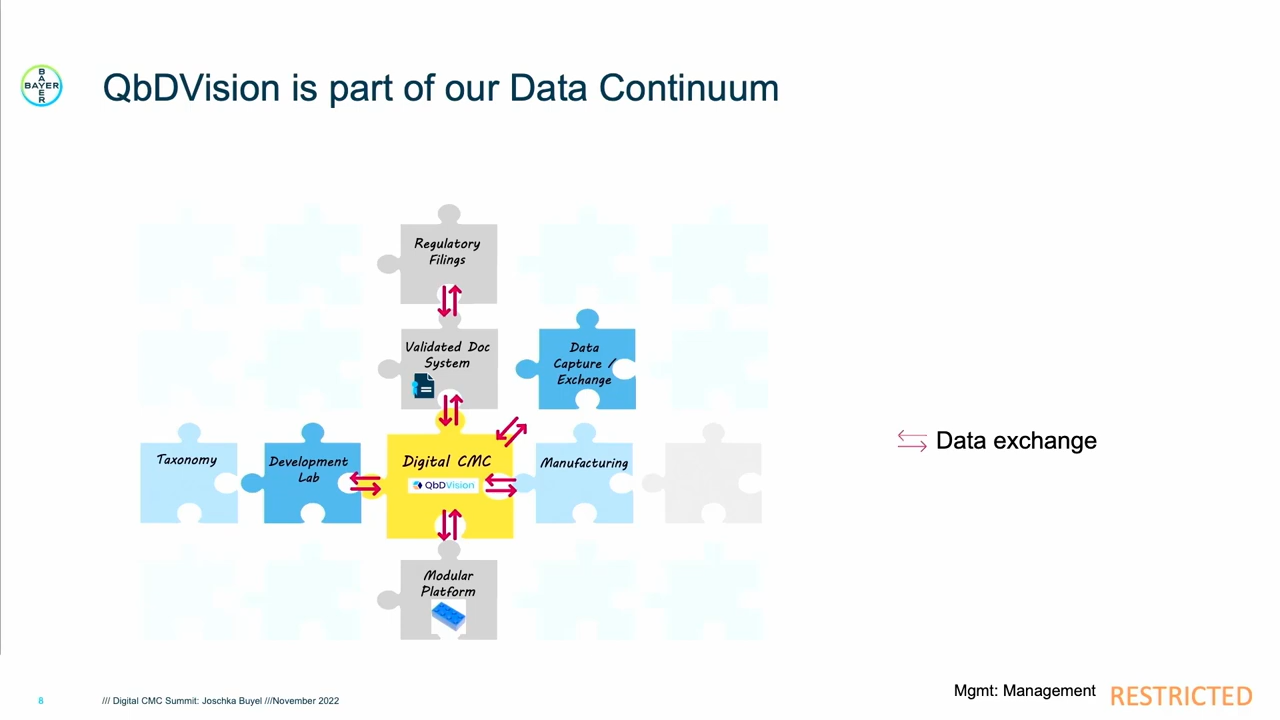 BAYER
BAYER
QbDVision is part of our Data Continuum
Regulatory
Filings
Validated Doc
System
Data
Capture /
Exchange
Taxonomy
Development
Lab
Digital CMC
QbDVision
Manufacturing
Data exchange
Modular
Platform
8
/// Digital CMC Summit: Joschka Buyel ///November 2022
Mgmt: Management
RESTRICTED